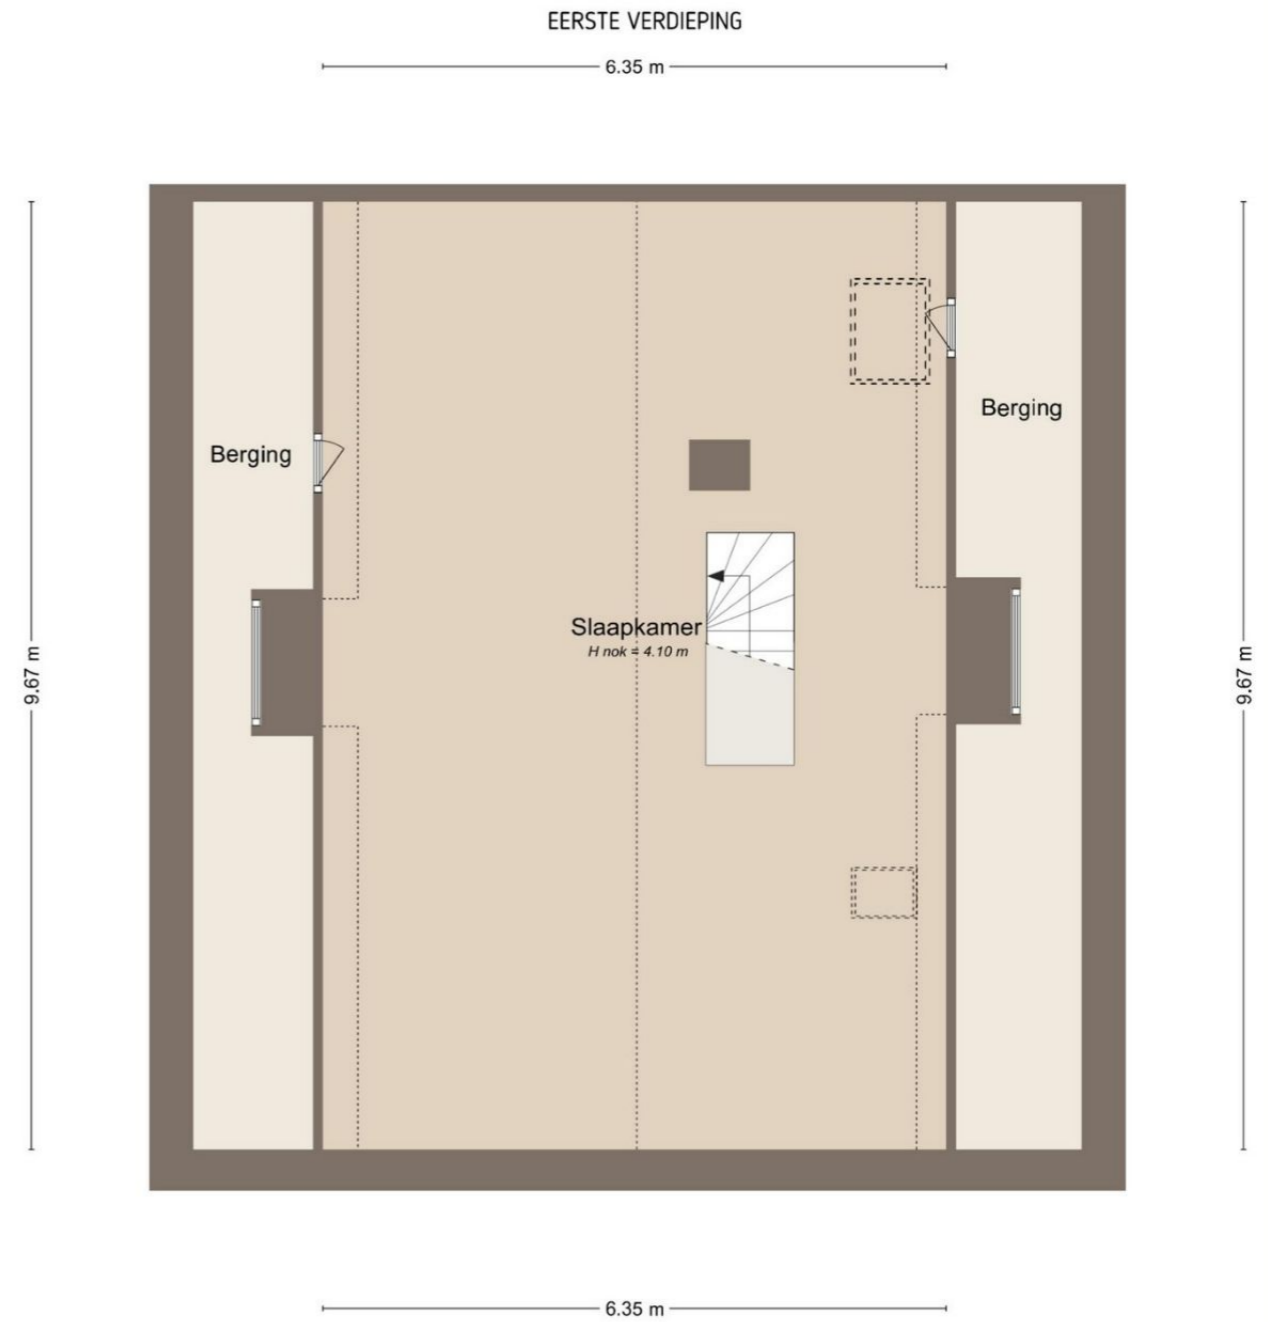 EERSTE VERDIEPING
6.35 m
Berging
Berging
Slaapkamer
H nok = 4.10 m
9.67 m
9.67 m
6.35 m